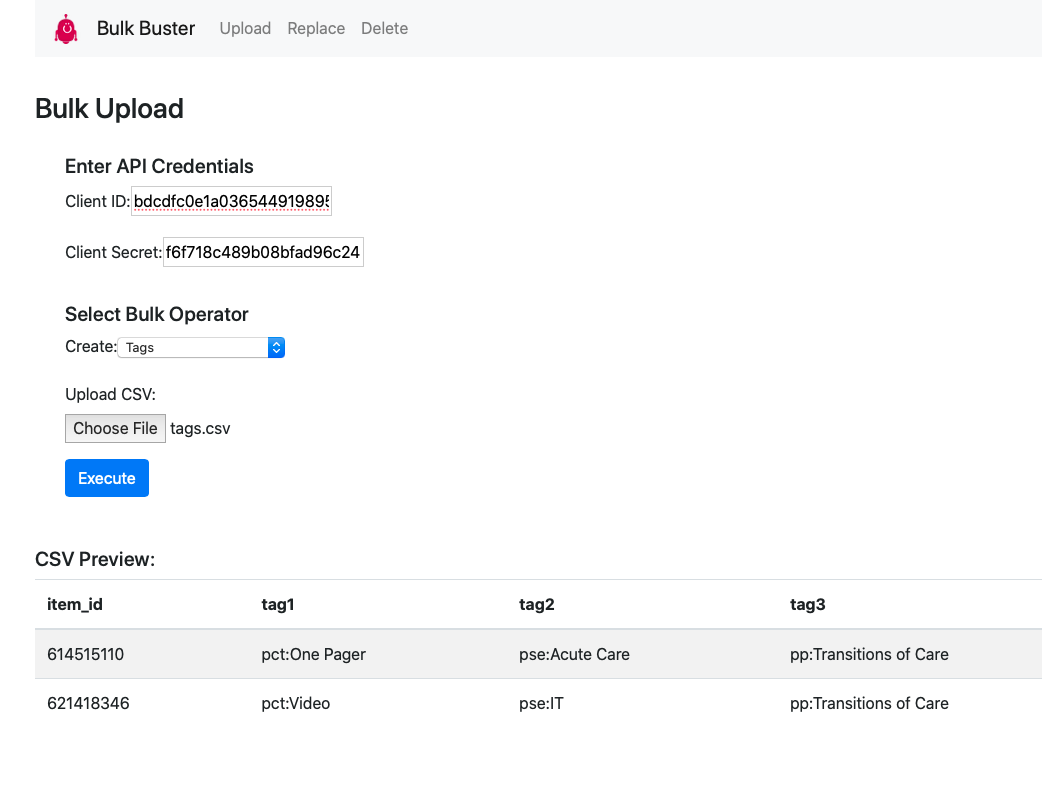 Bulk Buster Upload Replace Delete
Bulk Upload
Enter API Credentials
Client ID: bdcdfc0e1a03654491989
Client Secret: f6f718c489b08bfad96c24
Select Bulk Operator
Create: Tags
Upload CSV:
Choose File tags.csv
Execute
CSV Preview:
item_id tag1 tag2 tag3
614515110 pct:One Pager pse:Acute Care pp:Transitions of Care
621418346 pct:Video pse:IT pp:Transitions of Care